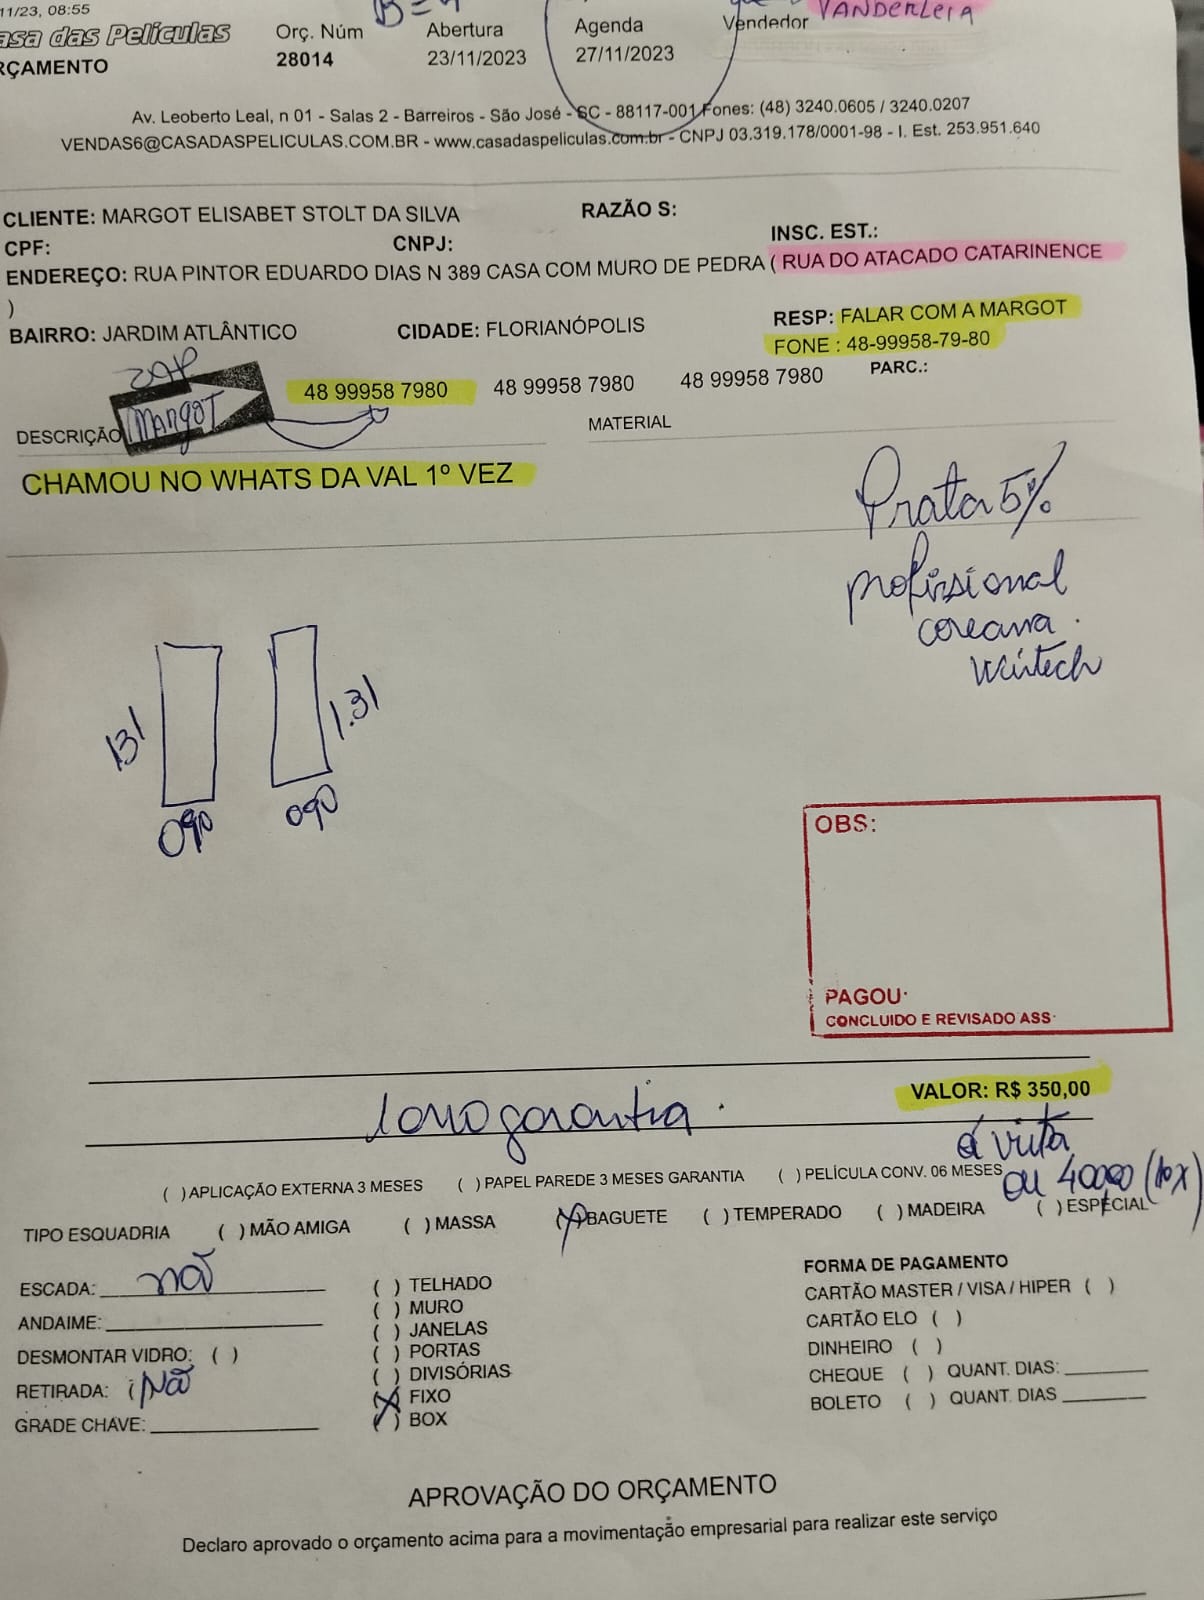 11/23, 08:55
asa das Películas Orç. Núm Abertura Agenda Vendedor VANDERLEIA
RÇAMENTO 28014 23/11/2023 27/11/2023
Av. Leoberto Leal, n 01 - Salas 2 - Barreiros - São José - SC - 88117-001 Fones: (48) 3240.0605 / 3240.0207
VENDAS6@CASADASPELICULAS.COM.BR - www.casadaspeliculas.com.br - CNPJ 03.319.178/0001-98 - I. Est. 253.951.640
CLIENTE: MARGOT ELISABET STOLT DA SILVA RAZÃO S:
CPF: CNPJ: INSC. EST.:
ENDEREÇO: RUA PINTOR EDUARDO DIAS N 389 CASA COM MURO DE PEDRA ( RUA DO ATACADO CATARINENCE
)
BAIRRO: JARDIM ATLÂNTICO CIDADE: FLORIANÓPOLIS RESP: FALAR COM A MARGOT
FONE : 48-99958-79-80
zap
48 99958 7980 48 99958 7980 48 99958 7980 PARC.:
DESCRIÇÃO MARGOT MATERIAL
CHAMOU NO WHATS DA VAL 1º VEZ
Prata 5%
profissional
coreana.
Wintech
131 1.31
090 090
OBS:
PAGOU:
CONCLUIDO E REVISADO ASS:
VALOR: R$ 350,00
garantia.
á vista
ou 40000 (10x)
( ) APLICAÇÃO EXTERNA 3 MESES ( ) PAPEL PAREDE 3 MESES GARANTIA ( ) PELÍCULA CONV. 06 MESES
TIPO ESQUADRIA ( ) MÃO AMIGA ( ) MASSA (X) BAGUETE ( ) TEMPERADO ( ) MADEIRA ( ) ESPECIAL
ESCADA: não
ANDAIME:
DESMONTAR VIDRO: ( )
RETIRADA: ( Não
GRADE CHAVE:
( ) TELHADO
( ) MURO
( ) JANELAS
( ) PORTAS
( ) DIVISÓRIAS
(X) FIXO
( ) BOX
FORMA DE PAGAMENTO
CARTÃO MASTER / VISA / HIPER ( )
CARTÃO ELO ( )
DINHEIRO ( )
CHEQUE ( ) QUANT. DIAS:
BOLETO ( ) QUANT. DIAS
APROVAÇÃO DO ORÇAMENTO
Declaro aprovado o orçamento acima para a movimentação empresarial para realizar este serviço